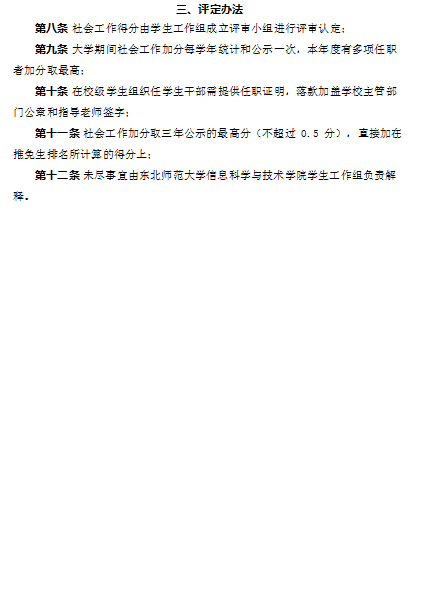 三、评定办法
第八条 社会工作得分由学生工作组成立评审小组进行评审认定；
第九条 大学期间社会工作加分每学年统计和公示一次，本年度有多项任职
者加分取最高；
第十条 在校级学生组织任学生干部需提供任职证明，落款加盖学校主管部
门公章和指导老师签字；
第十一条 社会工作加分取三年公示的最高分（不超过 0.5 分），直接加在
推免生排名所计算的得分上；
第十二条 未尽事宜由东北师范大学信息科学与技术学院学生工作组负责解
释。